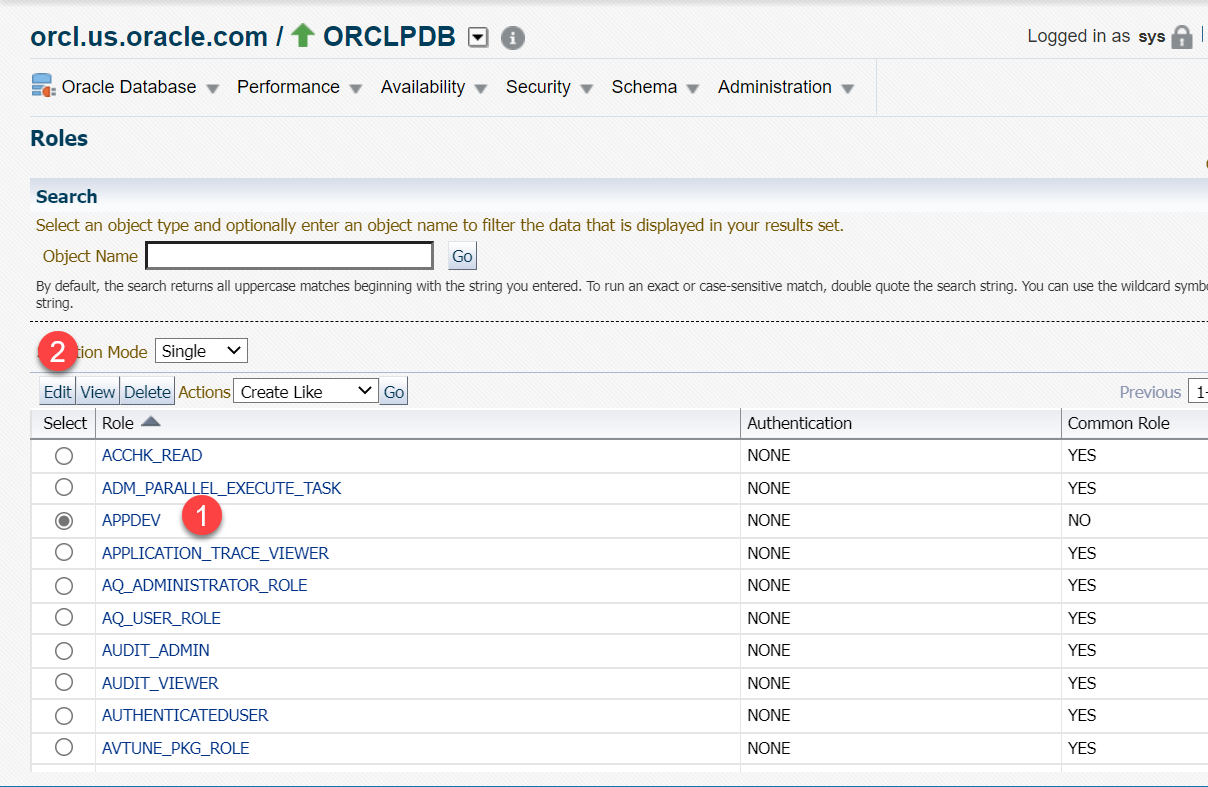 orcl.us.oracle.com / ORCLPDB
Logged in as sys
Oracle Database Performance Availability Security Schema Administration
Roles
Search
Select an object type and optionally enter an object name to filter the data that is displayed in your results set.
Object Name Go
By default, the search returns all uppercase matches beginning with the string you entered. To run an exact or case-sensitive match, double quote the search string. You can use the wildcard
string.
2 Mode Single
Edit View Delete Actions Create Like Go Previous 1-
Select Role Authentication Common Role
ACCHK_READ NONE YES
ADM_PARALLEL_EXECUTE_TASK NONE YES
APPDEV 1 NONE NO
APPLICATION_TRACE_VIEWER NONE YES
AQ_ADMINISTRATOR_ROLE NONE YES
AQ_USER_ROLE NONE YES
AUDIT_ADMIN NONE YES
AUDIT_VIEWER NONE YES
AUTHENTICATEDUSER NONE YES
AVTUNE_PKG_ROLE NONE YES